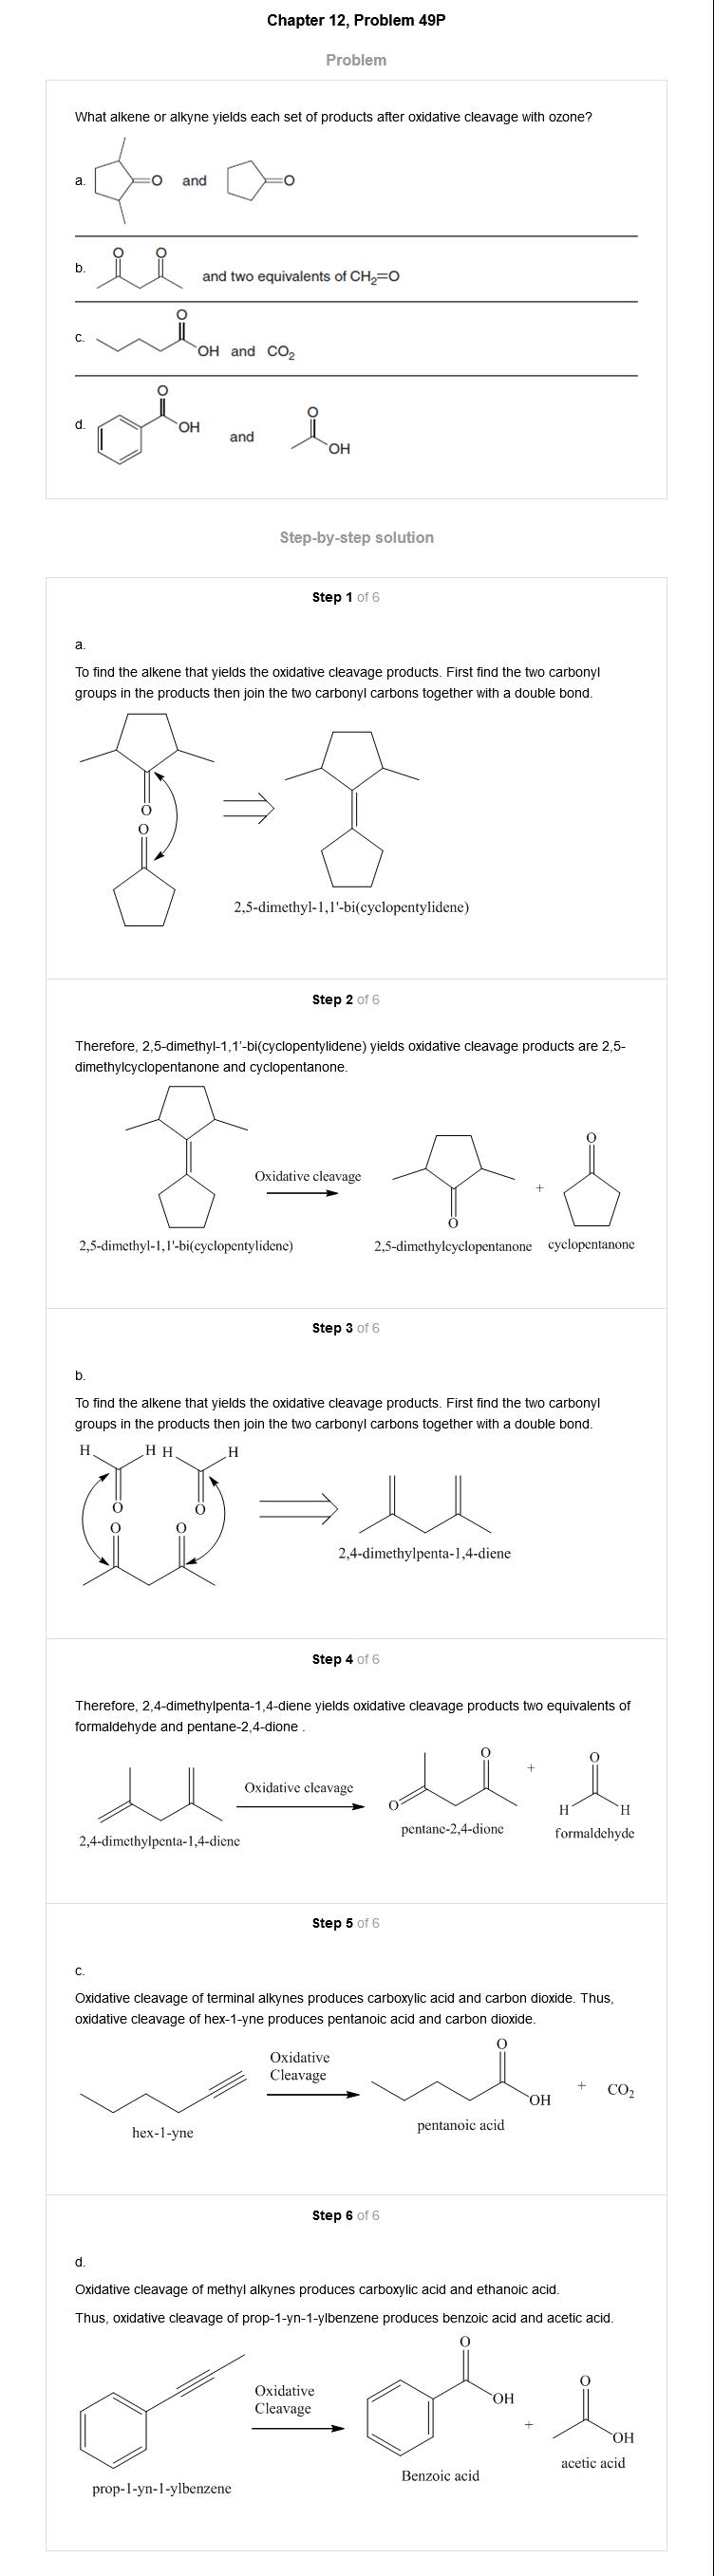 Chapter 12, Problem 49P
Problem
What alkene or alkyne yields each set of products after oxidative cleavage with ozone?
a.
O and
O
b.
O O
and two equivalents of CH2=O
c.
O
OH and CO2
d.
O
OH
and
O
OH
Step-by-step solution
Step 1 of 6
a.
To find the alkene that yields the oxidative cleavage products. First find the two carbonyl
groups in the products then join the two carbonyl carbons together with a double bond.
O
O
2,5-dimethyl-1,1'-bi(cyclopentylidene)
Step 2 of 6
Therefore, 2,5-dimethyl-1,1'-bi(cyclopentylidene) yields oxidative cleavage products are 2,5-
dimethylcyclopentanone and cyclopentanone.
Oxidative cleavage
O
+
O
2,5-dimethyl-1,1'-bi(cyclopentylidene)
2,5-dimethylcyclopentanone
cyclopentanone
Step 3 of 6
b.
To find the alkene that yields the oxidative cleavage products. First find the two carbonyl
groups in the products then join the two carbonyl carbons together with a double bond.
H H H H
O O
O O
2,4-dimethylpenta-1,4-diene
Step 4 of 6
Therefore, 2,4-dimethylpenta-1,4-diene yields oxidative cleavage products two equivalents of
formaldehyde and pentane-2,4-dione .
Oxidative cleavage
O
O
+
O
H H
2,4-dimethylpenta-1,4-diene
pentane-2,4-dione
formaldehyde
Step 5 of 6
c.
Oxidative cleavage of terminal alkynes produces carboxylic acid and carbon dioxide. Thus,
oxidative cleavage of hex-1-yne produces pentanoic acid and carbon dioxide.
Oxidative
Cleavage
O
OH
+ CO2
hex-1-yne
pentanoic acid
Step 6 of 6
d.
Oxidative cleavage of methyl alkynes produces carboxylic acid and ethanoic acid.
Thus, oxidative cleavage of prop-1-yn-1-ylbenzene produces benzoic acid and acetic acid.
Oxidative
Cleavage
O
OH
+
O
OH
prop-1-yn-1-ylbenzene
Benzoic acid
acetic acid